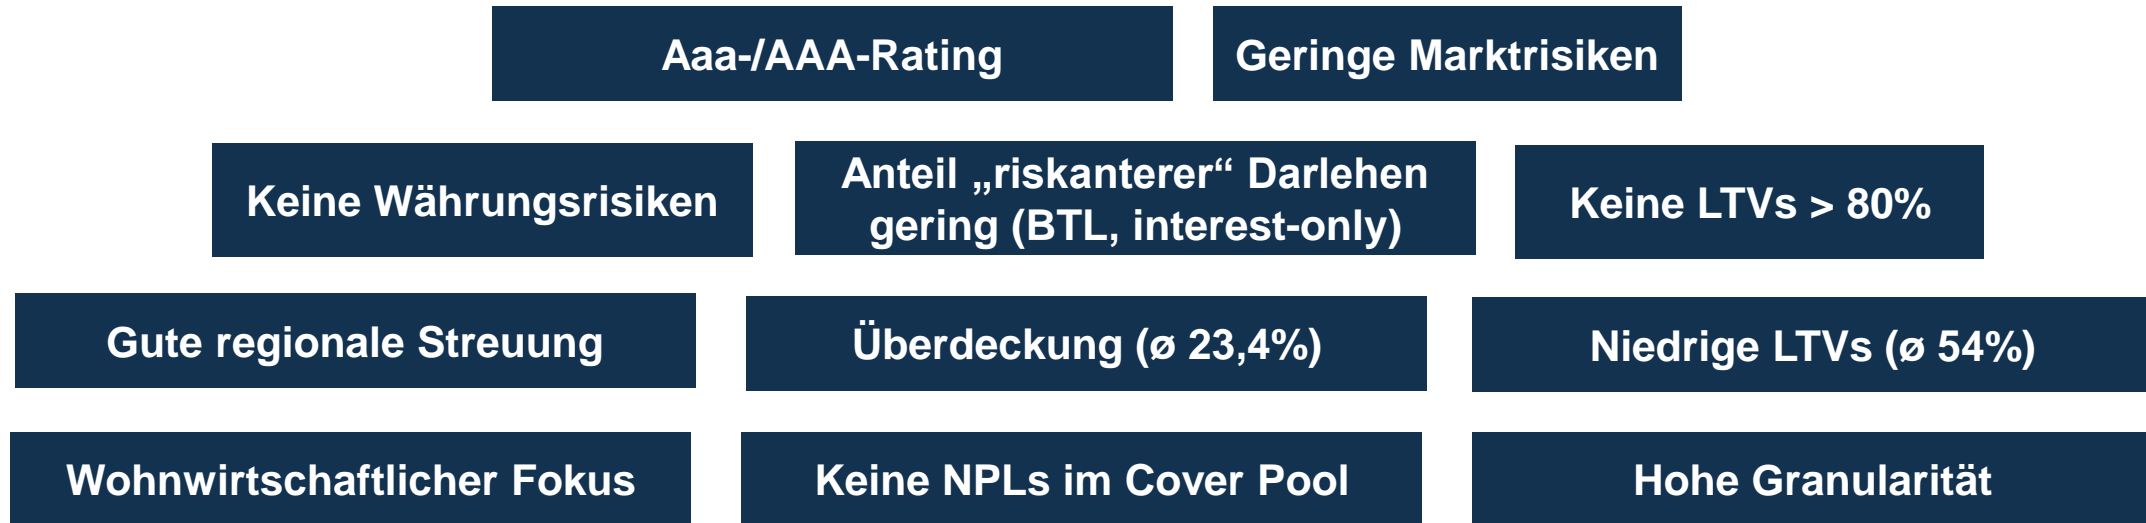 Aaa-/AAA-Rating
Geringe Marktrisiken
Keine Währungsrisiken
Anteil „riskanterer“ Darlehen
gering (BTL, interest-only)
Keine LTVs > 80%
Gute regionale Streuung
Überdeckung (ø 23,4%)
Niedrige LTVs (ø 54%)
Wohnwirtschaftlicher Fokus
Keine NPLs im Cover Pool
Hohe Granularität